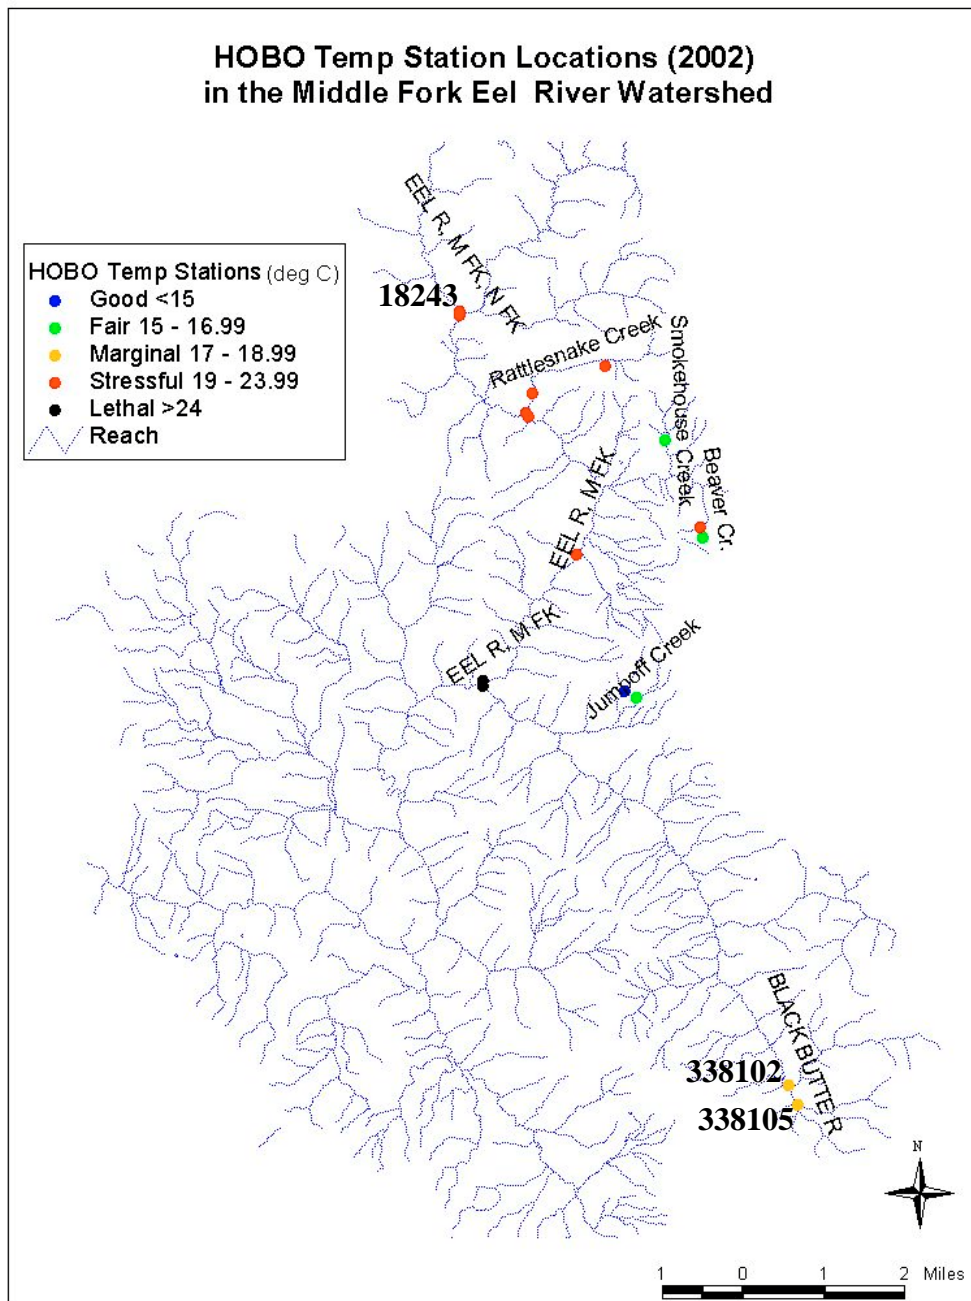 HOBO Temp Station Locations (2002)
in the Middle Fork Eel River Watershed
EEL R, M FK, N FK
HOBO Temp Stations (deg C)
Good <15
Fair 15 - 16.99
Marginal 17 - 18.99
Stressful 19 - 23.99
Lethal >24
Reach
18243
Rattlesnake Creek
Smokehouse Creek
Beaver Cr.
EEL R, M FK
EEL R, M FK
Jumpoff Creek
BLACK BUTTE R
338102
338105
N
1 0 1 2 Miles